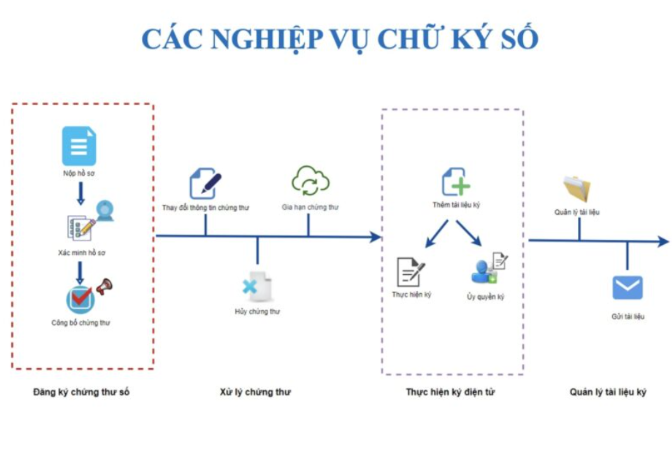 CÁC NGHIỆP VỤ CHỮ KÝ SỐ
Nộp hồ sơ
Xác minh hồ sơ
Công bố chứng thư
Thay đổi thông tin chứng thư
Gia hạn chứng thư
Hủy chứng thư
Thêm tài liệu ký
Thực hiện ký
Ủy quyền ký
Quản lý tài liệu
Gửi tài liệu
Đăng ký chứng thư số
Xử lý chứng thư
Thực hiện ký điện tử
Quản lý tài liệu ký